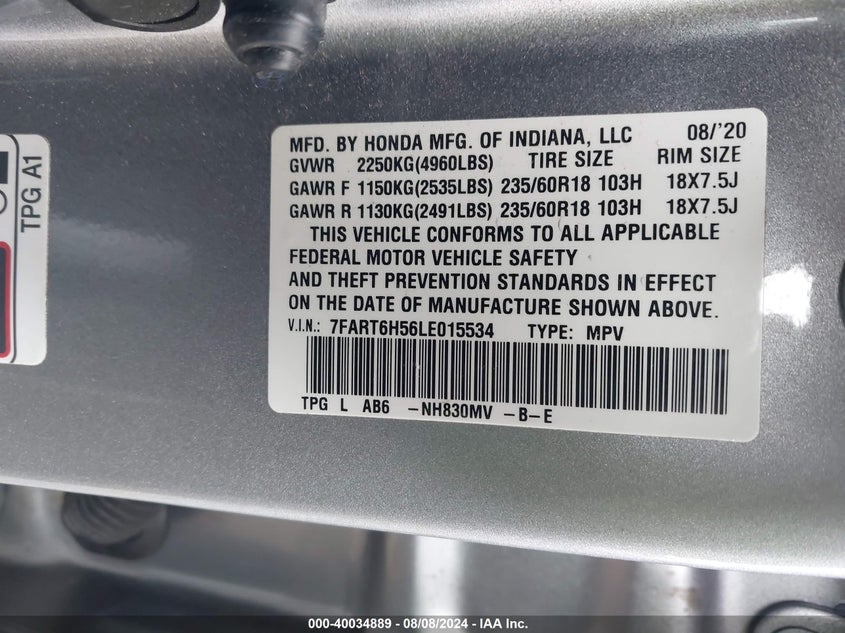 TPG A1
MFD. BY HONDA MFG. OF INDIANA, LLC 08/'20
GVWR 2250KG(4960LBS) TIRE SIZE RIM SIZE
GAWR F 1150KG(2535LBS) 235/60R18 103H 18X7.5J
GAWR R 1130KG(2491LBS) 235/60R18 103H 18X7.5J
THIS VEHICLE CONFORMS TO ALL APPLICABLE
FEDERAL MOTOR VEHICLE SAFETY
AND THEFT PREVENTION STANDARDS IN EFFECT
ON THE DATE OF MANUFACTURE SHOWN ABOVE.
V.I.N.: 7FART6H56LE015534 TYPE: MPV
TPG L AB6 -NH830MV -B-E
000-40034889 - 08/08/2024 - IAA Inc.